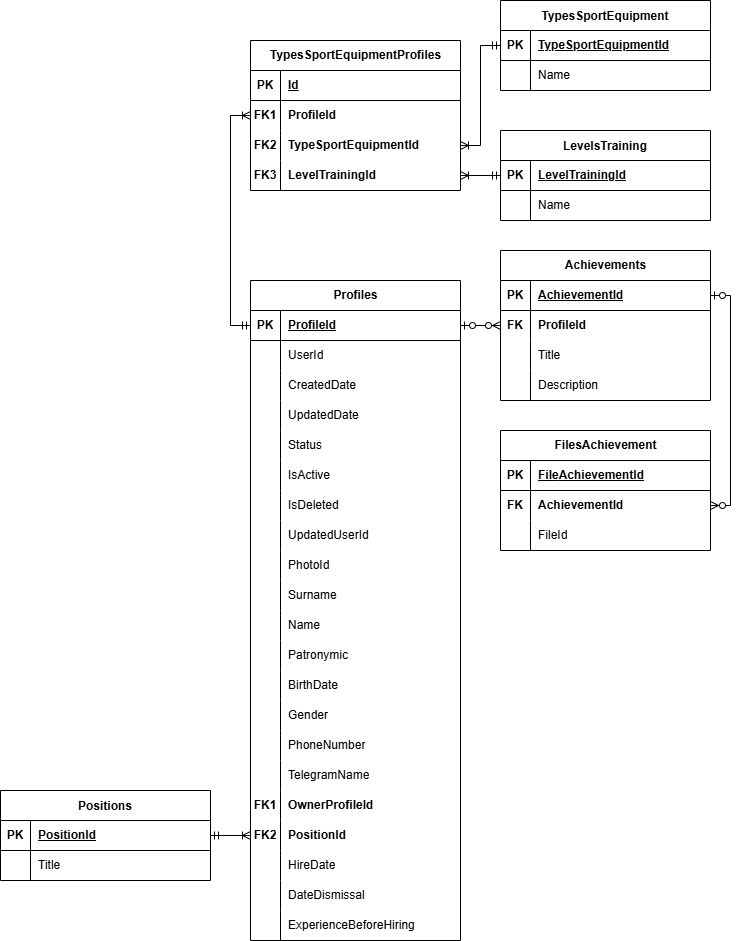 TypesSportEquipment
PK TypeSportEquipmentId
Name
TypesSportEquipmentProfiles
PK Id
FK1 ProfileId
FK2 TypeSportEquipmentId
FK3 LevelTrainingId
LevelsTraining
PK LevelTrainingId
Name
Achievements
PK AchievementId
FK ProfileId
Title
Description
Profiles
PK ProfileId
UserId
CreatedDate
UpdatedDate
Status
IsActive
IsDeleted
UpdatedUserId
PhotoId
Surname
Name
Patronymic
BirthDate
Gender
PhoneNumber
TelegramName
FK1 OwnerProfileId
FK2 PositionId
HireDate
DateDismissal
ExperienceBeforeHiring
FilesAchievement
PK FileAchievementId
FK AchievementId
FileId
Positions
PK PositionId
Title